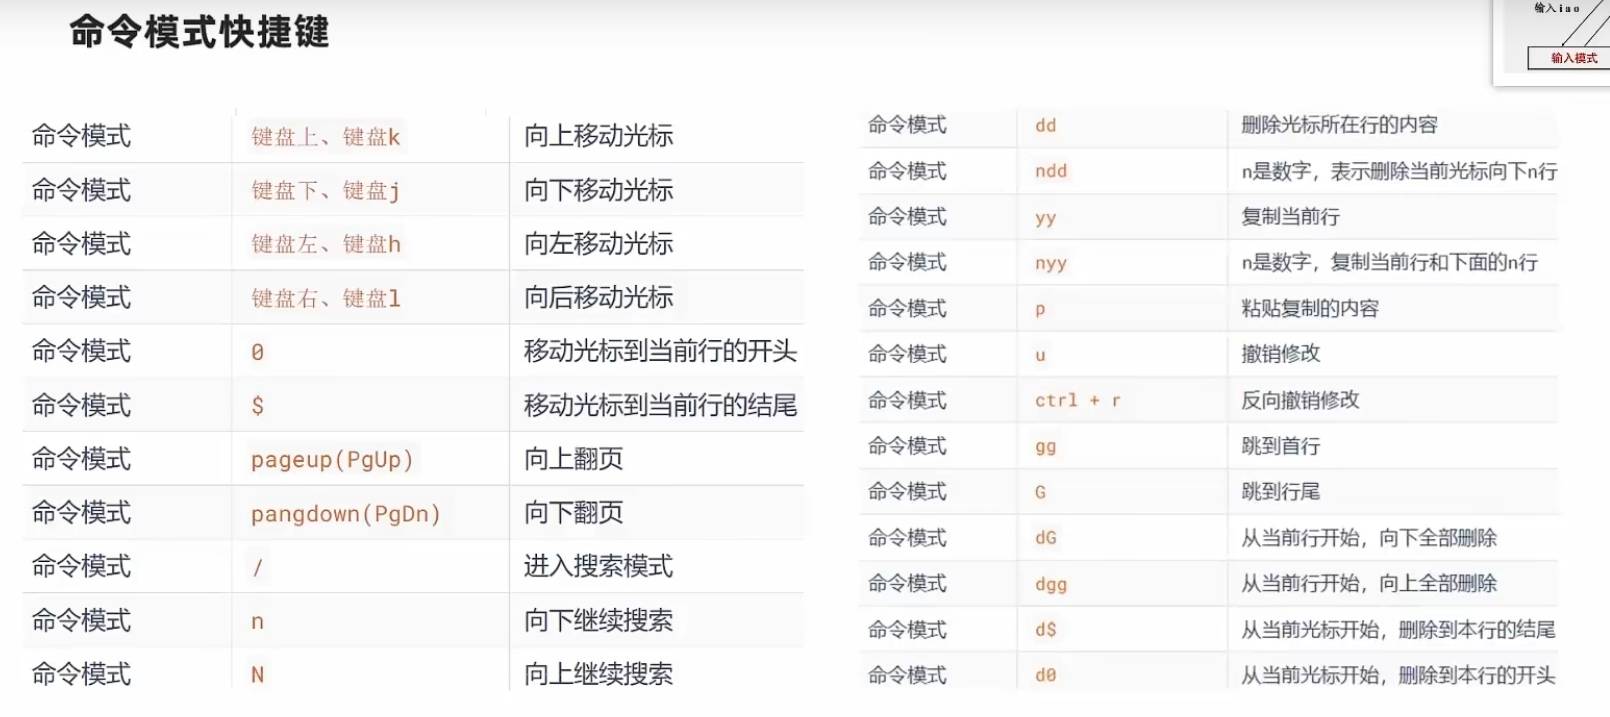 命令模式快捷键
输入iao
输入模式
命令模式 键盘上、键盘k 向上移动光标
命令模式 键盘下、键盘j 向下移动光标
命令模式 键盘左、键盘h 向左移动光标
命令模式 键盘右、键盘l 向后移动光标
命令模式 0 移动光标到当前行的开头
命令模式 $ 移动光标到当前行的结尾
命令模式 pageup(PgUp) 向上翻页
命令模式 pangdown(PgDn) 向下翻页
命令模式 / 进入搜索模式
命令模式 n 向下继续搜索
命令模式 N 向上继续搜索
命令模式 dd 删除光标所在行的内容
命令模式 ndd n是数字，表示删除当前光标向下n行
命令模式 yy 复制当前行
命令模式 nyy n是数字，复制当前行和下面的n行
命令模式 p 粘贴复制的内容
命令模式 u 撤销修改
命令模式 ctrl + r 反向撤销修改
命令模式 gg 跳到首行
命令模式 G 跳到行尾
命令模式 dG 从当前行开始，向下全部删除
命令模式 dgg 从当前行开始，向上全部删除
命令模式 d$ 从当前光标开始，删除到本行的结尾
命令模式 d0 从当前光标开始，删除到本行的开头